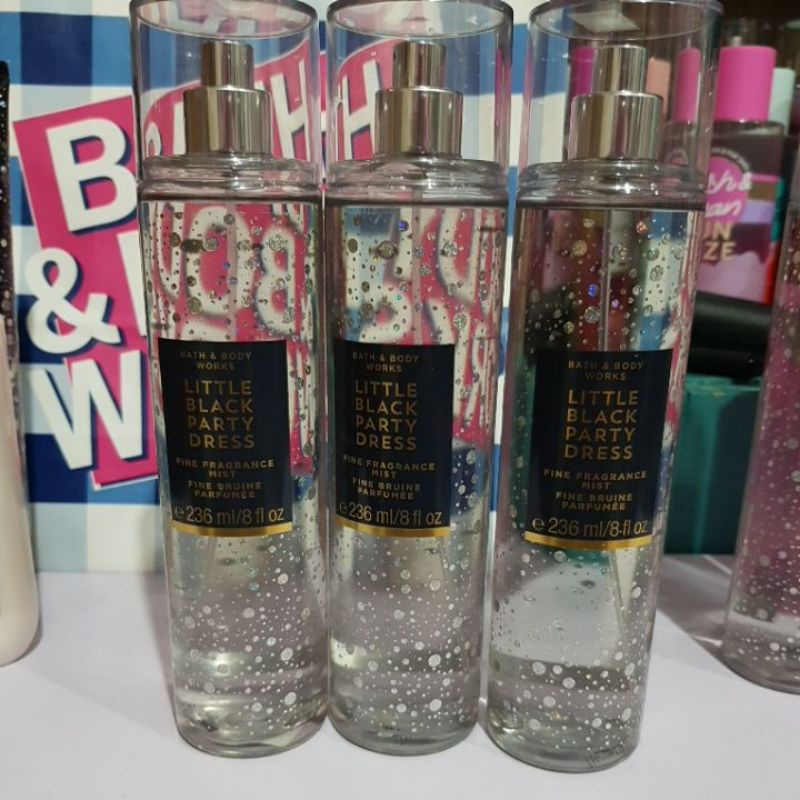 BATH & BODY
WORKS
LITTLE
BLACK
PARTY
DRESS
FINE FRAGRANCE
MIST
FINE BRUINE
PARFUMÉE
e 236 ml/8 fl oz
BATH & BODY
WORKS
LITTLE
BLACK
PARTY
DRESS
FINE FRAGRANCE
MIST
FINE BRUINE
PARFUMÉE
e 236 ml/8 fl oz
BATH & BODY
WORKS
LITTLE
BLACK
PARTY
DRESS
FINE FRAGRANCE
MIST
FINE BRUINE
PARFUMÉE
e 236 ml/8 fl oz